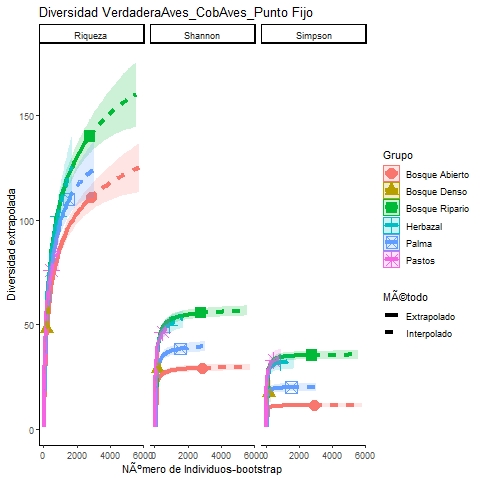 Diversidad VerdaderaAves_CobAves_Punto Fijo
Riqueza
Shannon
Simpson
Diversidad extrapolada
150
100
50
0
0 2000 4000 6000
0 2000 4000 6000
0 2000 4000 6000
NÃºmero de Individuos-bootstrap
Grupo
Bosque Abierto
Bosque Denso
Bosque Ripario
Herbazal
Palma
Pastos
MÃ©todo
Extrapolado
Interpolado